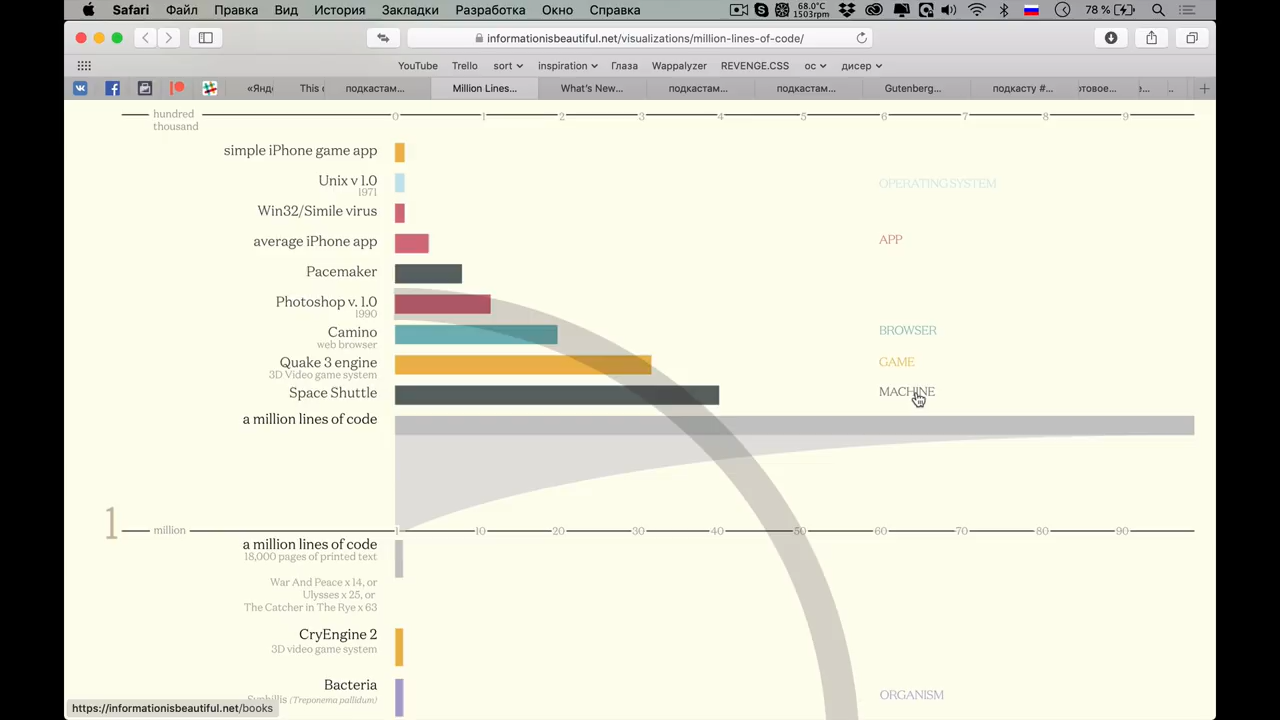 Safari Файл Правка Вид История Закладки Разработка Окно Справка 68.0°C 1503rpm 78 %
informationisbeautiful.net/visualizations/million-lines-of-code/
YouTube Trello sort inspiration Глаза Wappalyzer REVENGE.CSS ос дисер
«Янд This подкастам... Million Lines... What's New... подкастам... подкастам... Gutenberg... подкасту #...
hundred thousand 0 1 2 3 4 5 6 7 8 9
simple iPhone game app
Unix v 1.0
1971
OPERATING SYSTEM
Win32/Simile virus
average iPhone app
APP
Pacemaker
Photoshop v. 1.0
1990
Camino
web browser
BROWSER
Quake 3 engine
3D Video game system
GAME
Space Shuttle
MACHINE
a million lines of code
1 million 1 10 20 30 40 50 60 70 80 90
a million lines of code
18,000 pages of printed text
War And Peace x 14, or
Ulysses x 25, or
The Catcher in The Rye x 63
CryEngine 2
3D video game system
Bacteria
Syphillis (Treponema pallidum)
ORGANISM
https://informationisbeautiful.net/books